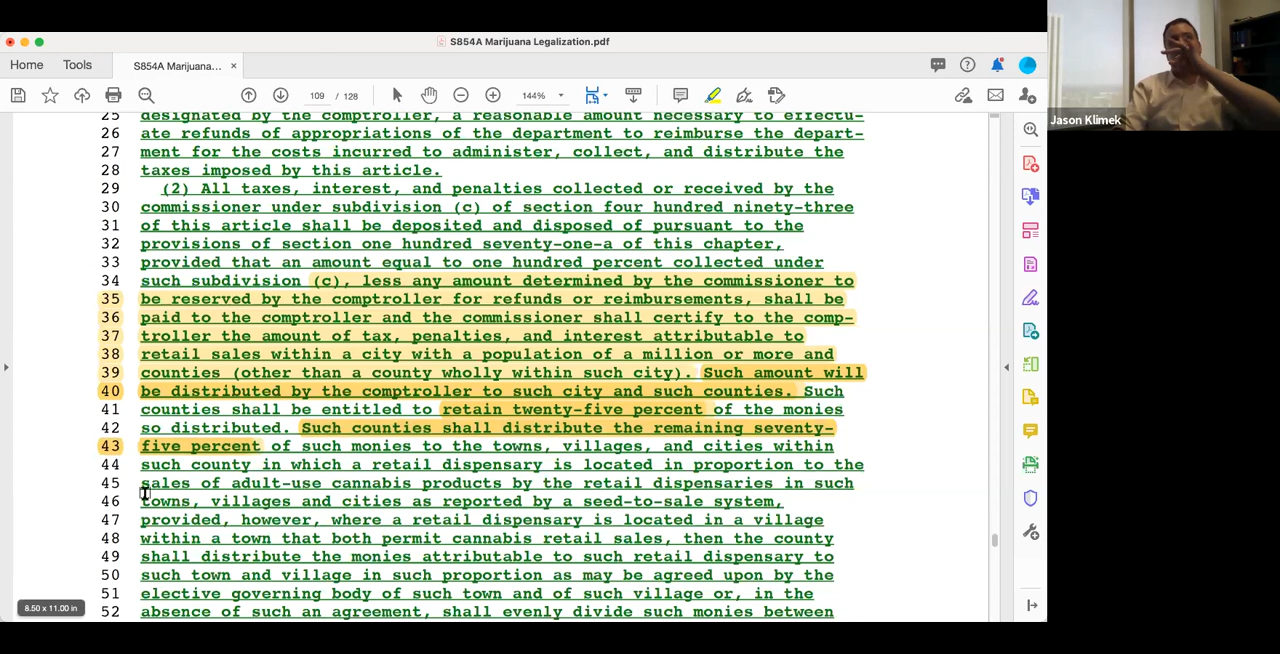 S854A Marijuana Legalization.pdf
Home Tools S854A Marijuana... ×
109 / 128 144%
25 designated by the comptroller, a reasonable amount necessary to effectu-
26 ate refunds of appropriations of the department to reimburse the depart-
27 ment for the costs incurred to administer, collect, and distribute the
28 taxes imposed by this article.
29 (2) All taxes, interest, and penalties collected or received by the
30 commissioner under subdivision (c) of section four hundred ninety-three
31 of this article shall be deposited and disposed of pursuant to the
32 provisions of section one hundred seventy-one-a of this chapter,
33 provided that an amount equal to one hundred percent collected under
34 such subdivision (c), less any amount determined by the commissioner to
35 be reserved by the comptroller for refunds or reimbursements, shall be
36 paid to the comptroller and the commissioner shall certify to the comp-
37 troller the amount of tax, penalties, and interest attributable to
38 retail sales within a city with a population of a million or more and
39 counties (other than a county wholly within such city). Such amount will
40 be distributed by the comptroller to such city and such counties. Such
41 counties shall be entitled to retain twenty-five percent of the monies
42 so distributed. Such counties shall distribute the remaining seventy-
43 five percent of such monies to the towns, villages, and cities within
44 such county in which a retail dispensary is located in proportion to the
45 sales of adult-use cannabis products by the retail dispensaries in such
46 towns, villages and cities as reported by a seed-to-sale system,
47 provided, however, where a retail dispensary is located in a village
48 within a town that both permit cannabis retail sales, then the county
49 shall distribute the monies attributable to such retail dispensary to
50 such town and village in such proportion as may be agreed upon by the
51 elective governing body of such town and of such village or, in the
52 absence of such an agreement, shall evenly divide such monies between
8.50 x 11.00 in
Jason Klimek